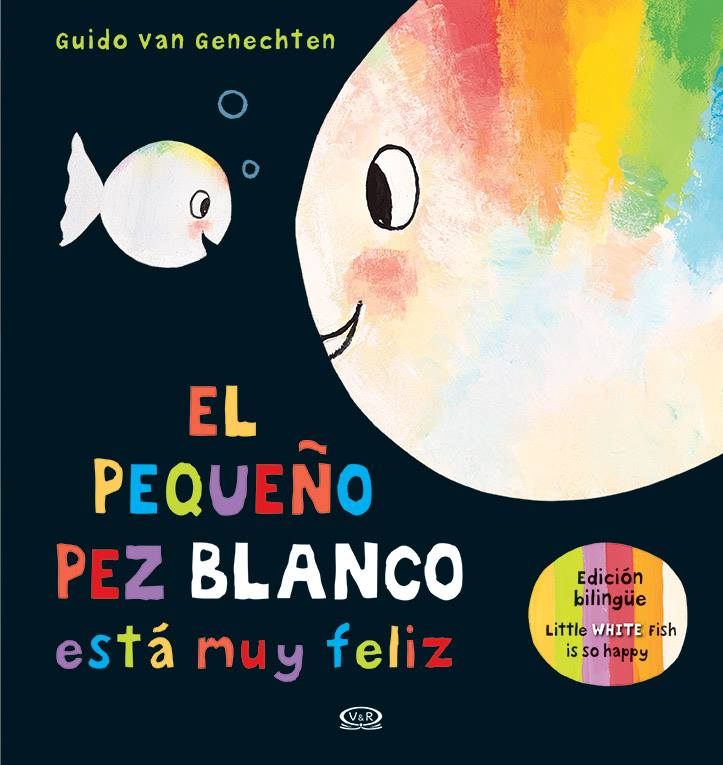 Guido Van Genechten
EL
PEQUEÑO
PEZ BLANCO
está muy feliz
Edición
bilingüe
Little WHITE Fish
is so happy
V&R